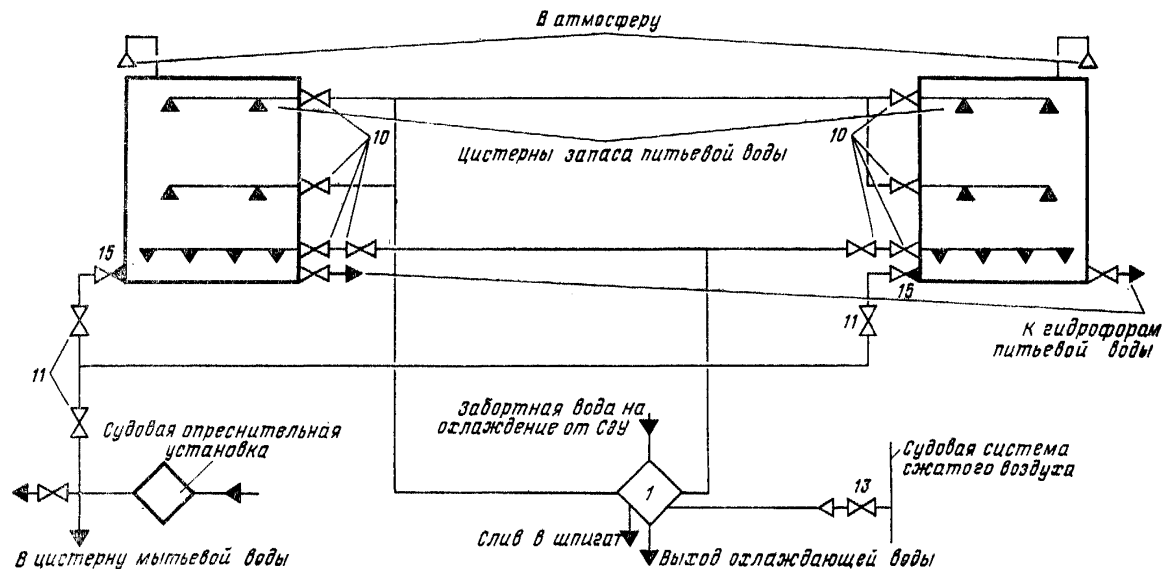 В атмосферу
10
Цистерны запаса питьевой воды
10
15
15
11
11
К гидрофорам
питьевой воды
Забортная вода на
охлаждение от СЭУ
Судовая опреснительная
установка
Судовая система
сжатого воздуха
1
13
Слив в шпигат
В цистерну мытьевой воды
Выход охлаждающей воды